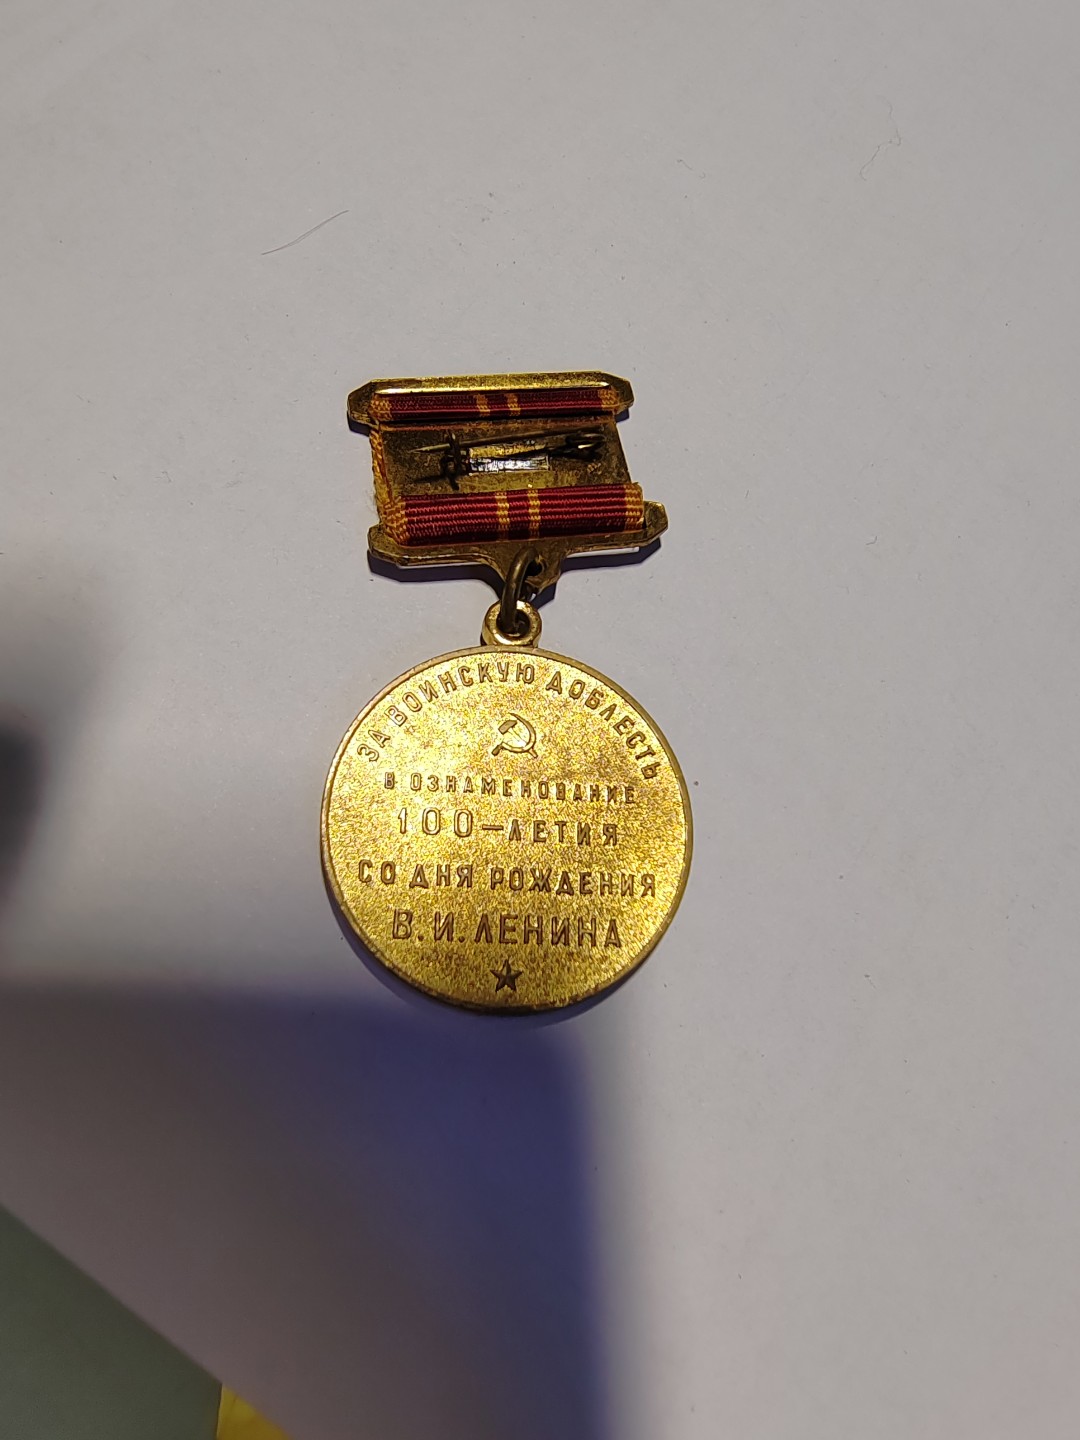 ЗА ВОИНСКУЮ ДОБЛЕСТЬ
В ОЗНАМЕНОВАНИЕ
100-ЛЕТИЯ
СО ДНЯ РОЖДЕНИЯ
В.И.ЛЕНИНА